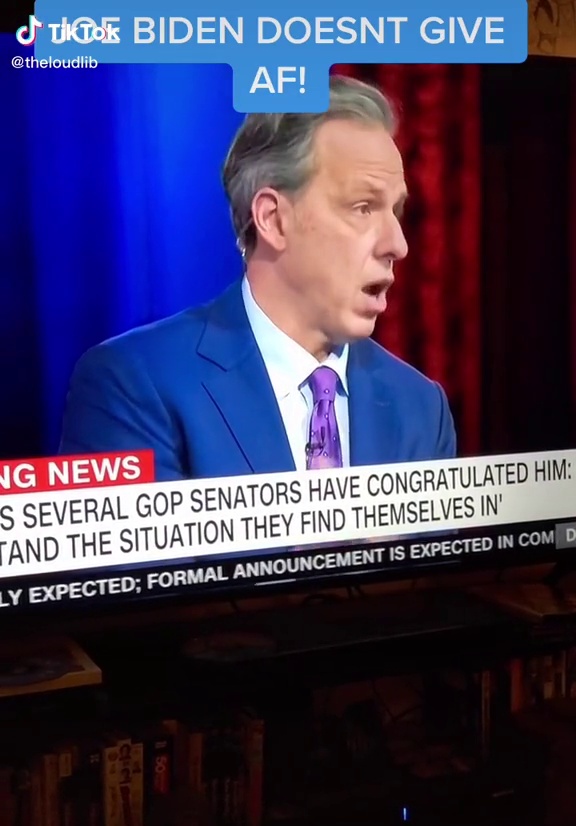 JOE BIDEN DOESNT GIVE
AF!
TikTok
@theloudlib
NG NEWS
S SEVERAL GOP SENATORS HAVE CONGRATULATED HIM:
TAND THE SITUATION THEY FIND THEMSELVES IN'
LY EXPECTED; FORMAL ANNOUNCEMENT IS EXPECTED IN COM